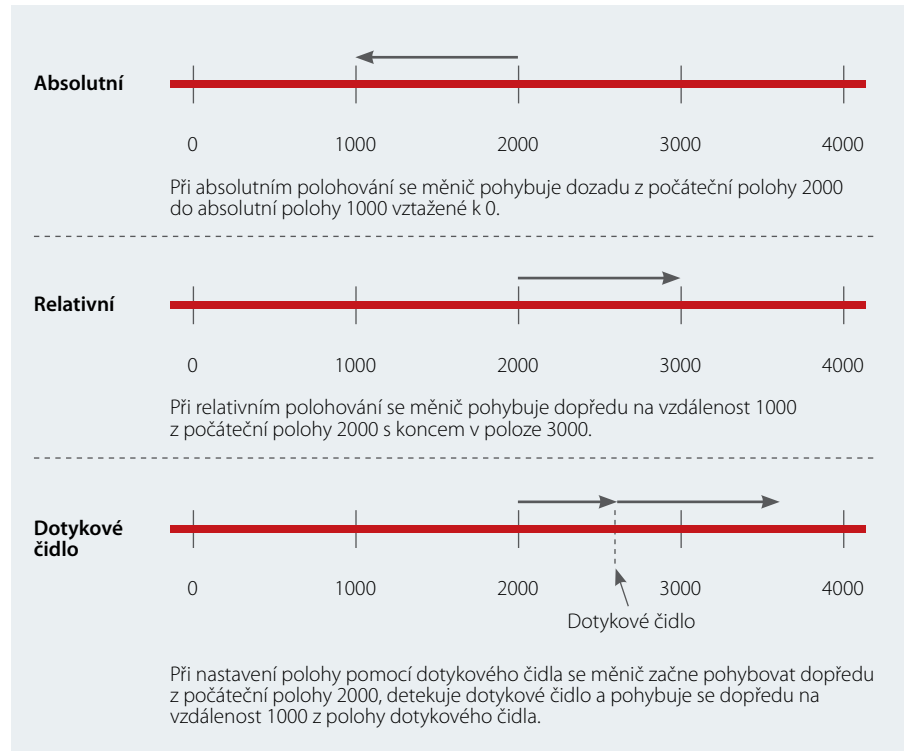 Absolutní
0 1000 2000 3000 4000
Při absolutním polohování se měnič pohybuje dozadu z počáteční polohy 2000
do absolutní polohy 1000 vztažené k 0.
Relativní
0 1000 2000 3000 4000
Při relativním polohování se měnič pohybuje dopředu na vzdálenost 1000
z počáteční polohy 2000 s koncem v poloze 3000.
Dotykové
čidlo
0 1000 2000 3000 4000
Dotykové čidlo
Při nastavení polohy pomocí dotykového čidla se měnič začne pohybovat dopředu
z počáteční polohy 2000, detekuje dotykové čidlo a pohybuje se dopředu na
vzdálenost 1000 z polohy dotykového čidla.